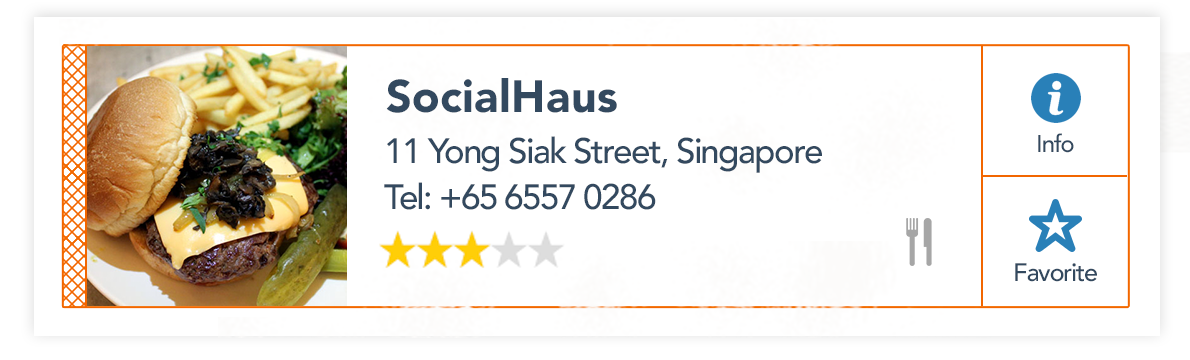 SocialHaus
11 Yong Siak Street, Singapore
Tel: +65 6557 0286
Info
Favorite